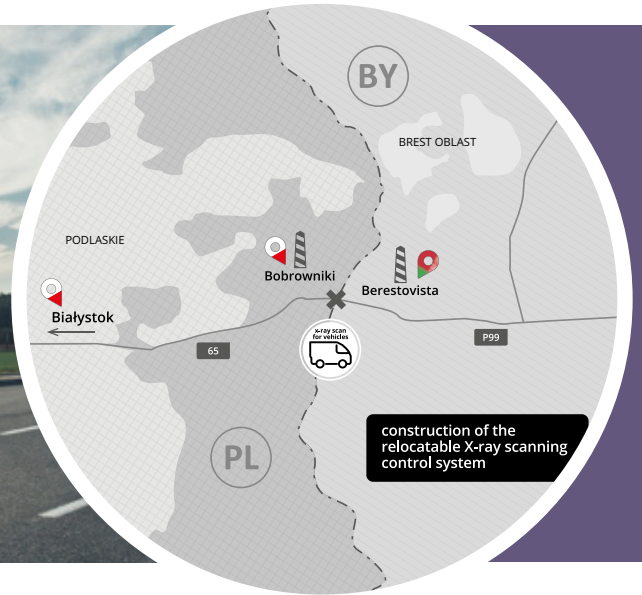 BY
BREST OBLAST
PODLASKIE
Bobrowniki
Berestovista
Białystok
x-ray scan
for vehicles
65
P99
PL
construction of the
relocatable X-ray scanning
control system